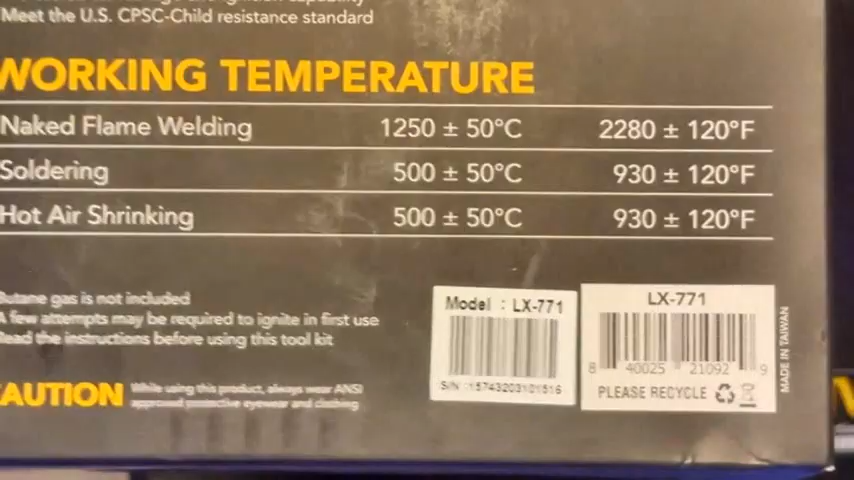 Meet the U.S. CPSC-Child resistance standard
WORKING TEMPERATURE
Naked Flame Welding 1250 ± 50°C 2280 ± 120°F
Soldering 500 ± 50°C 930 ± 120°F
Hot Air Shrinking 500 ± 50°C 930 ± 120°F
Butane gas is not included
A few attempts may be required to ignite in first use
Read the instructions before using this tool kit
CAUTION While using this product, always wear ANSI
approved protective eyewear and clothing
Model : LX-771
S/N :15743203101516
LX-771
8 40025 21092 9
PLEASE RECYCLE
MADE IN TAIWAN